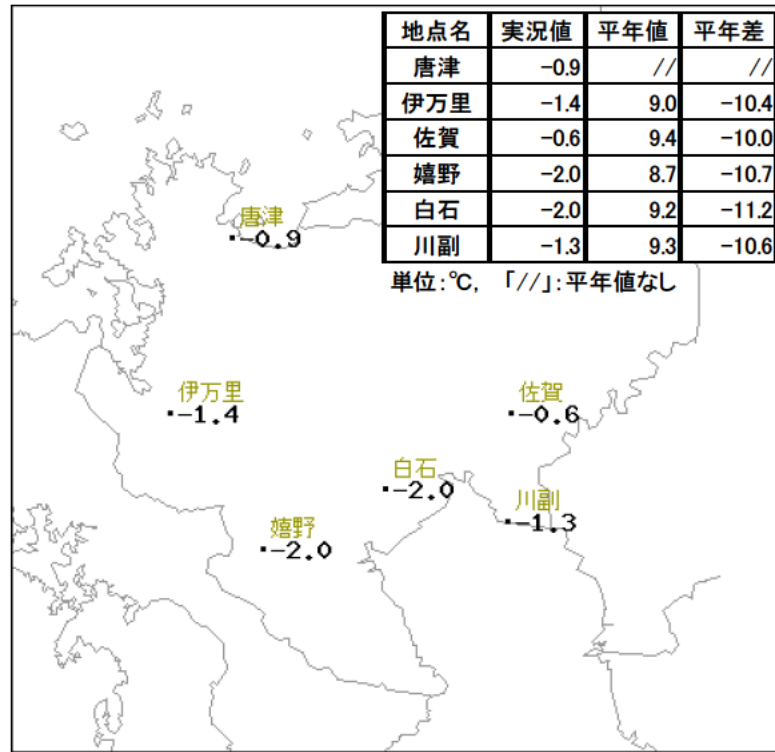 地点名 実況値 平年値 平年差
唐津 -0.9 // //
伊万里 -1.4 9.0 -10.4
佐賀 -0.6 9.4 -10.0
嬉野 -2.0 8.7 -10.7
白石 -2.0 9.2 -11.2
川副 -1.3 9.3 -10.6
単位:℃, 「//」:平年値なし
唐津
-0.9
伊万里
-1.4
佐賀
-0.6
白石
-2.0
川副
-1.3
嬉野
-2.0